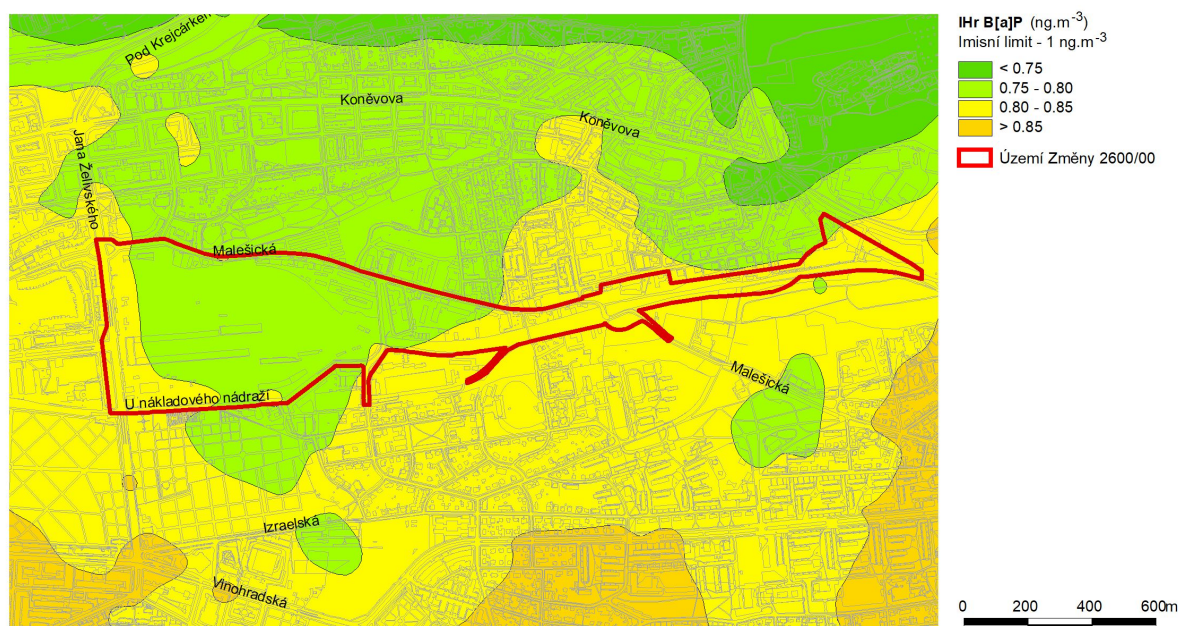 Pod Krejcárkem
Koněvova
Koněvova
Jana Želivského
Malešická
U nákladového nádraží
Malešická
Izraelská
Vinohradská
IHr B[a]P (ng.m-3)
Imisní limit - 1 ng.m-3
< 0.75
0.75 - 0.80
0.80 - 0.85
> 0.85
Území Změny 2600/00
0 200 400 600m